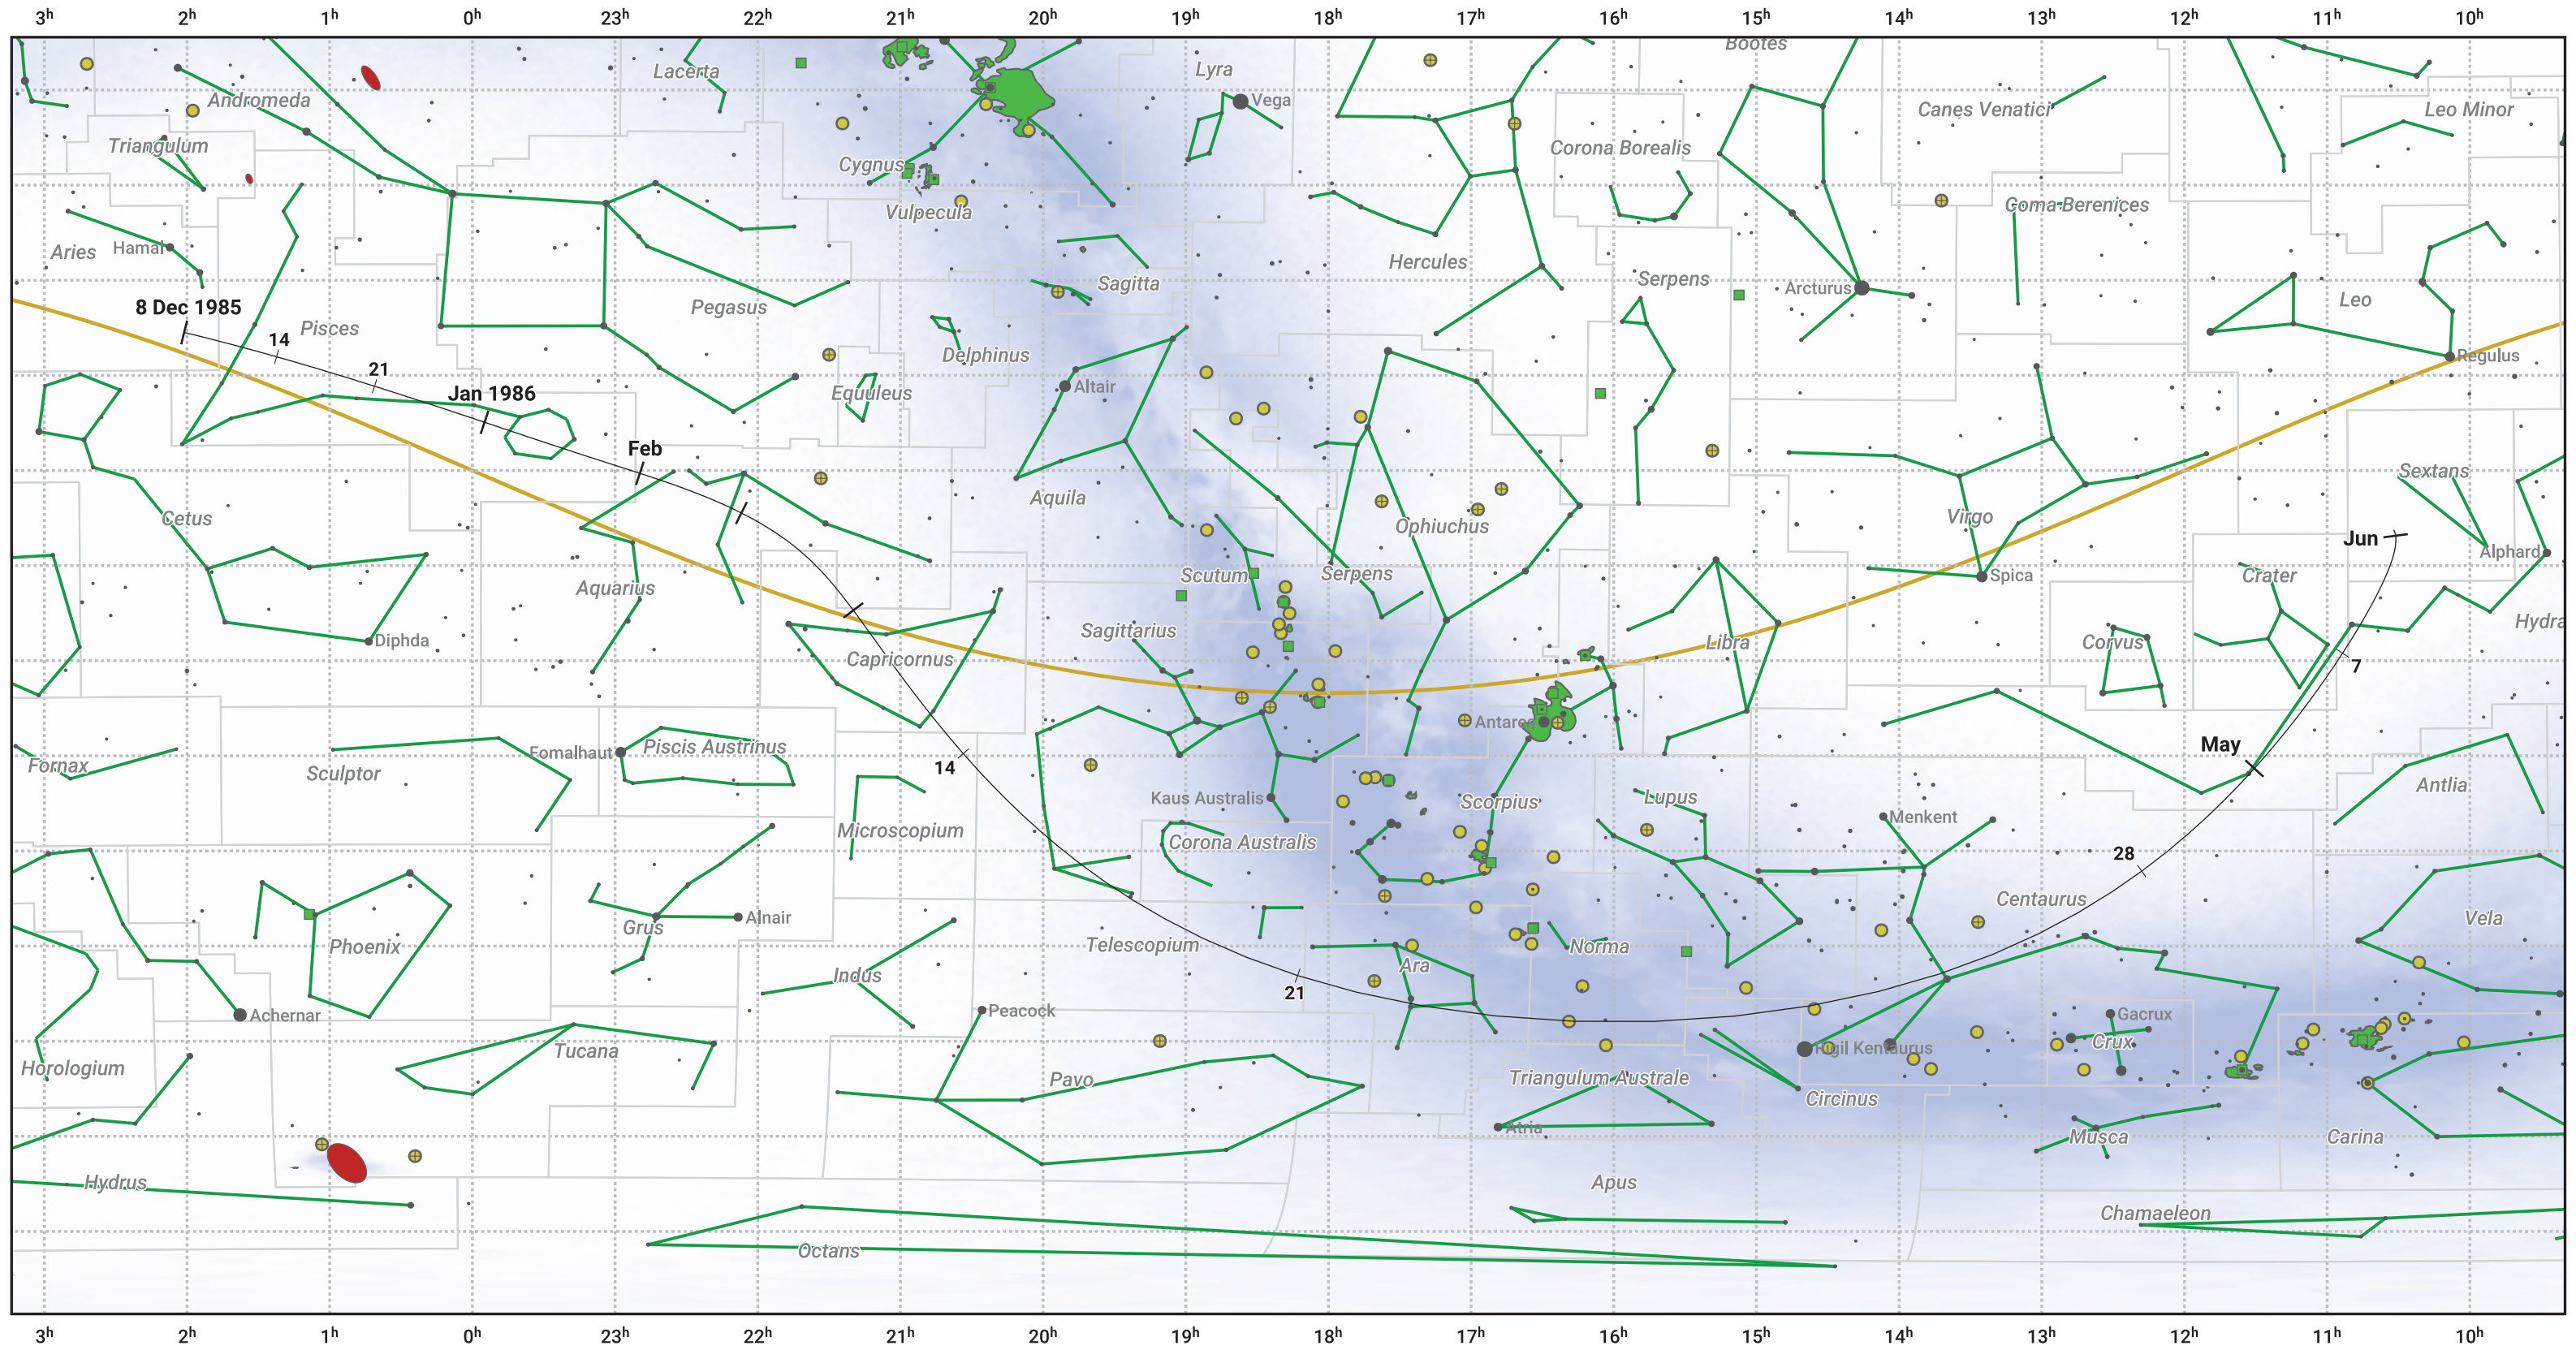 3h 2h 1h 0h 23h 22h 21h 20h 19h 18h 17h 16h 15h 14h 13h 12h 11h 10h
Bootes
Lacerta
Lyra
Andromeda
Vega
Canes Venatici
Leo Minor
Triangulum
Corona Borealis
Cygnus
Vulpecula
Coma Berenices
Aries
Hamal
Hercules
Sagitta
Serpens
Arcturus
Leo
8 Dec 1985
Pegasus
Pisces
14
Delphinus
Regulus
21
Altair
Jan 1986
Equuleus
Feb
Sextans
Aquila
Cetus
Virgo
Ophiuchus
Jun
Alphard
Scutum
Serpens
Spica
Crater
Aquarius
Hydra
Sagittarius
Diphda
Libra
Corvus
Capricornus
7
Antares
May
Fomalhaut
Piscis Austrinus
Fornax
Sculptor
14
Antlia
Kaus Australis
Scorpius
Lupus
Menkent
Microscopium
Corona Australis
28
Centaurus
Alnair
Vela
Grus
Phoenix
Telescopium
Norma
Ara
Indus
21
Achernar
Peacock
Gacrux
Tucana
Rigil Kentaurus
Crux
Horologium
Pavo
Triangulum Australe
Circinus
Atria
Musca
Carina
Hydrus
Apus
Chamaeleon
Octans
3h 2h 1h 0h 23h 22h 21h 20h 19h 18h 17h 16h 15h 14h 13h 12h 11h 10h